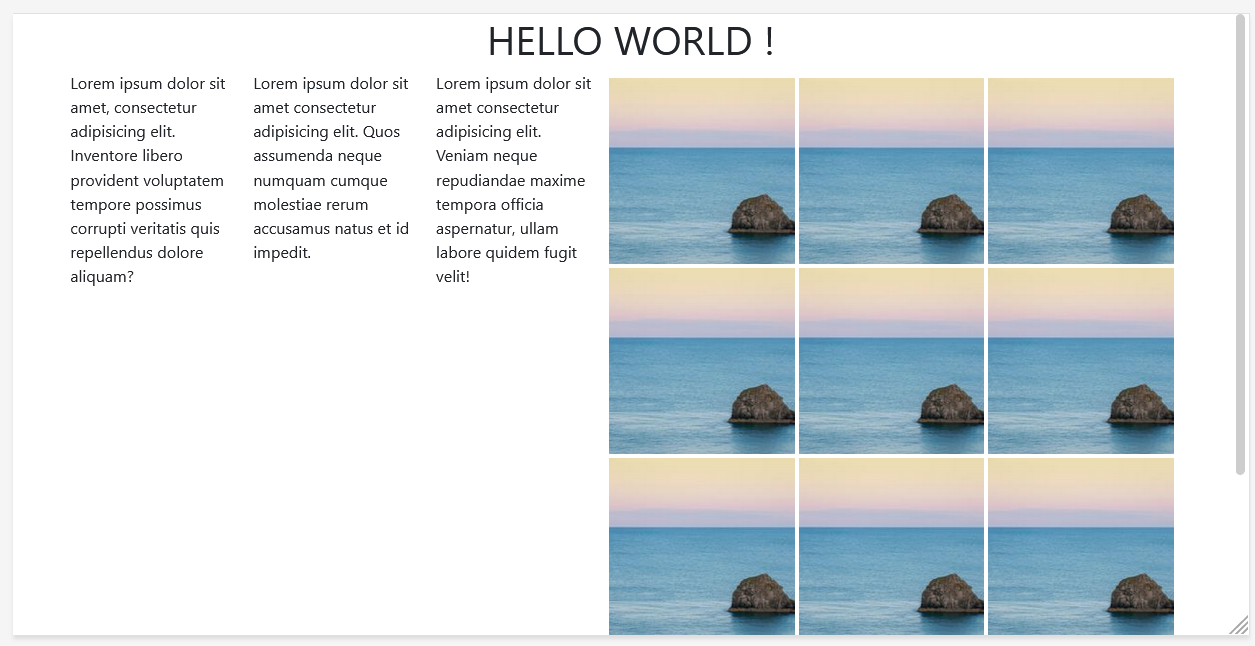 HELLO WORLD !
Lorem ipsum dolor sit
amet, consectetur
adipisicing elit.
Inventore libero
provident voluptatem
tempore possimus
corrupti veritatis quis
repellendus dolore
aliquam?
Lorem ipsum dolor sit
amet consectetur
adipisicing elit. Quos
assumenda neque
numquam cumque
molestiae rerum
accusamus natus et id
impedit.
Lorem ipsum dolor sit
amet consectetur
adipisicing elit.
Veniam neque
repudiandae maxime
tempora officia
aspernatur, ullam
labore quidem fugit
velit!